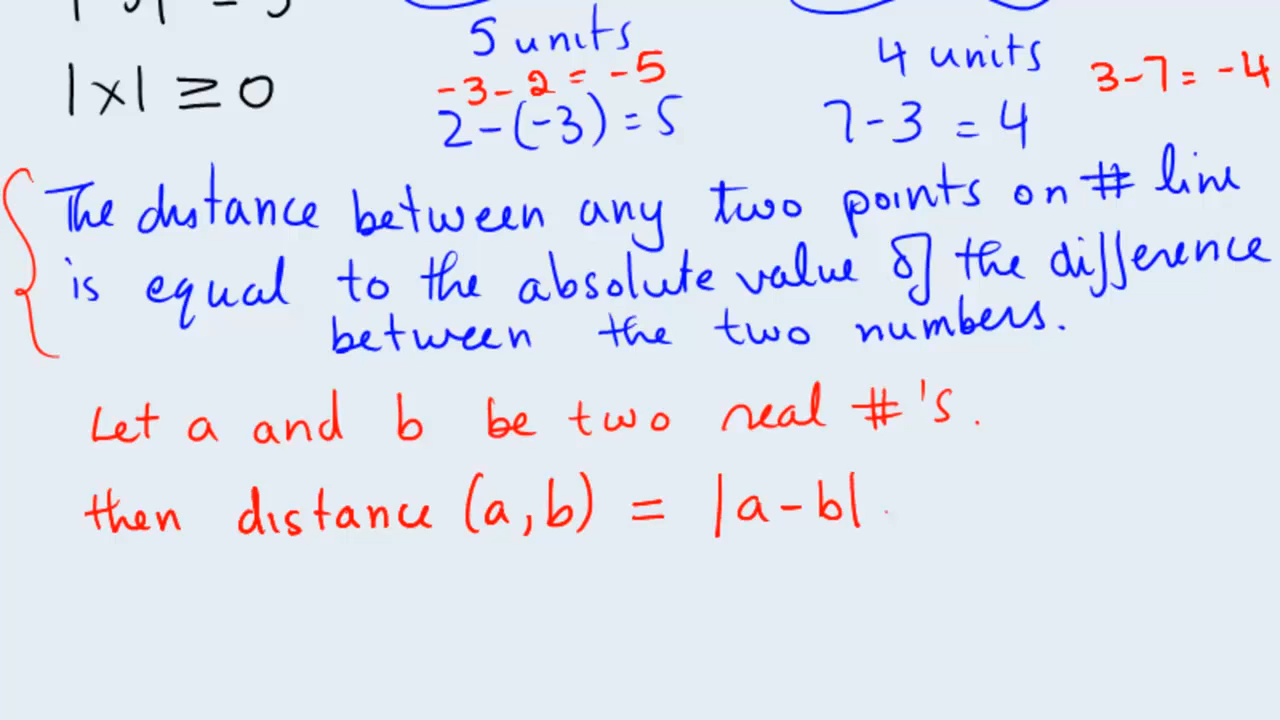 5 units
4 units
|x| ≥ 0
-3-2 = -5
3-7 = -4
2-(-3) = 5
7-3 = 4
The distance between any two points on # line
is equal to the absolute value of the difference
between the two numbers.
Let a and b be two real #'s.
then distance (a,b) = |a-b|.